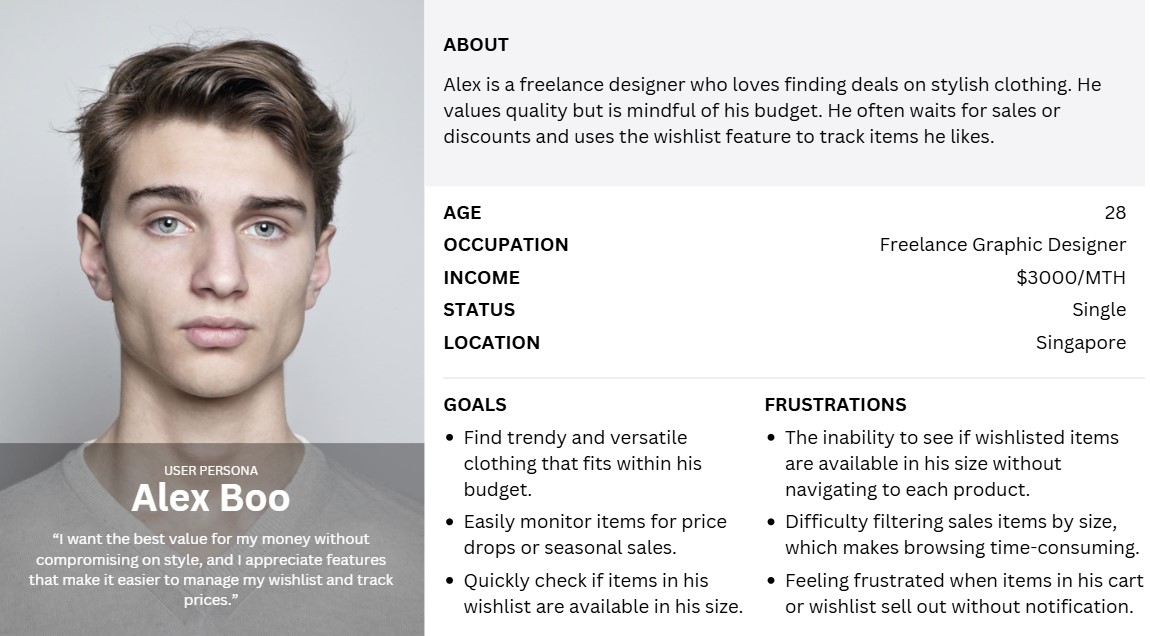 USER PERSONA
Alex Boo
“I want the best value for my money without
compromising on style, and I appreciate features
that make it easier to manage my wishlist and track
prices.”
ABOUT
Alex is a freelance designer who loves finding deals on stylish clothing. He
values quality but is mindful of his budget. He often waits for sales or
discounts and uses the wishlist feature to track items he likes.
AGE 28
OCCUPATION Freelance Graphic Designer
INCOME $3000/MTH
STATUS Single
LOCATION Singapore
GOALS
• Find trendy and versatile
clothing that fits within his
budget.
• Easily monitor items for price
drops or seasonal sales.
• Quickly check if items in his
wishlist are available in his size.
FRUSTRATIONS
• The inability to see if wishlisted items
are available in his size without
navigating to each product.
• Difficulty filtering sales items by size,
which makes browsing time-consuming.
• Feeling frustrated when items in his cart
or wishlist sell out without notification.